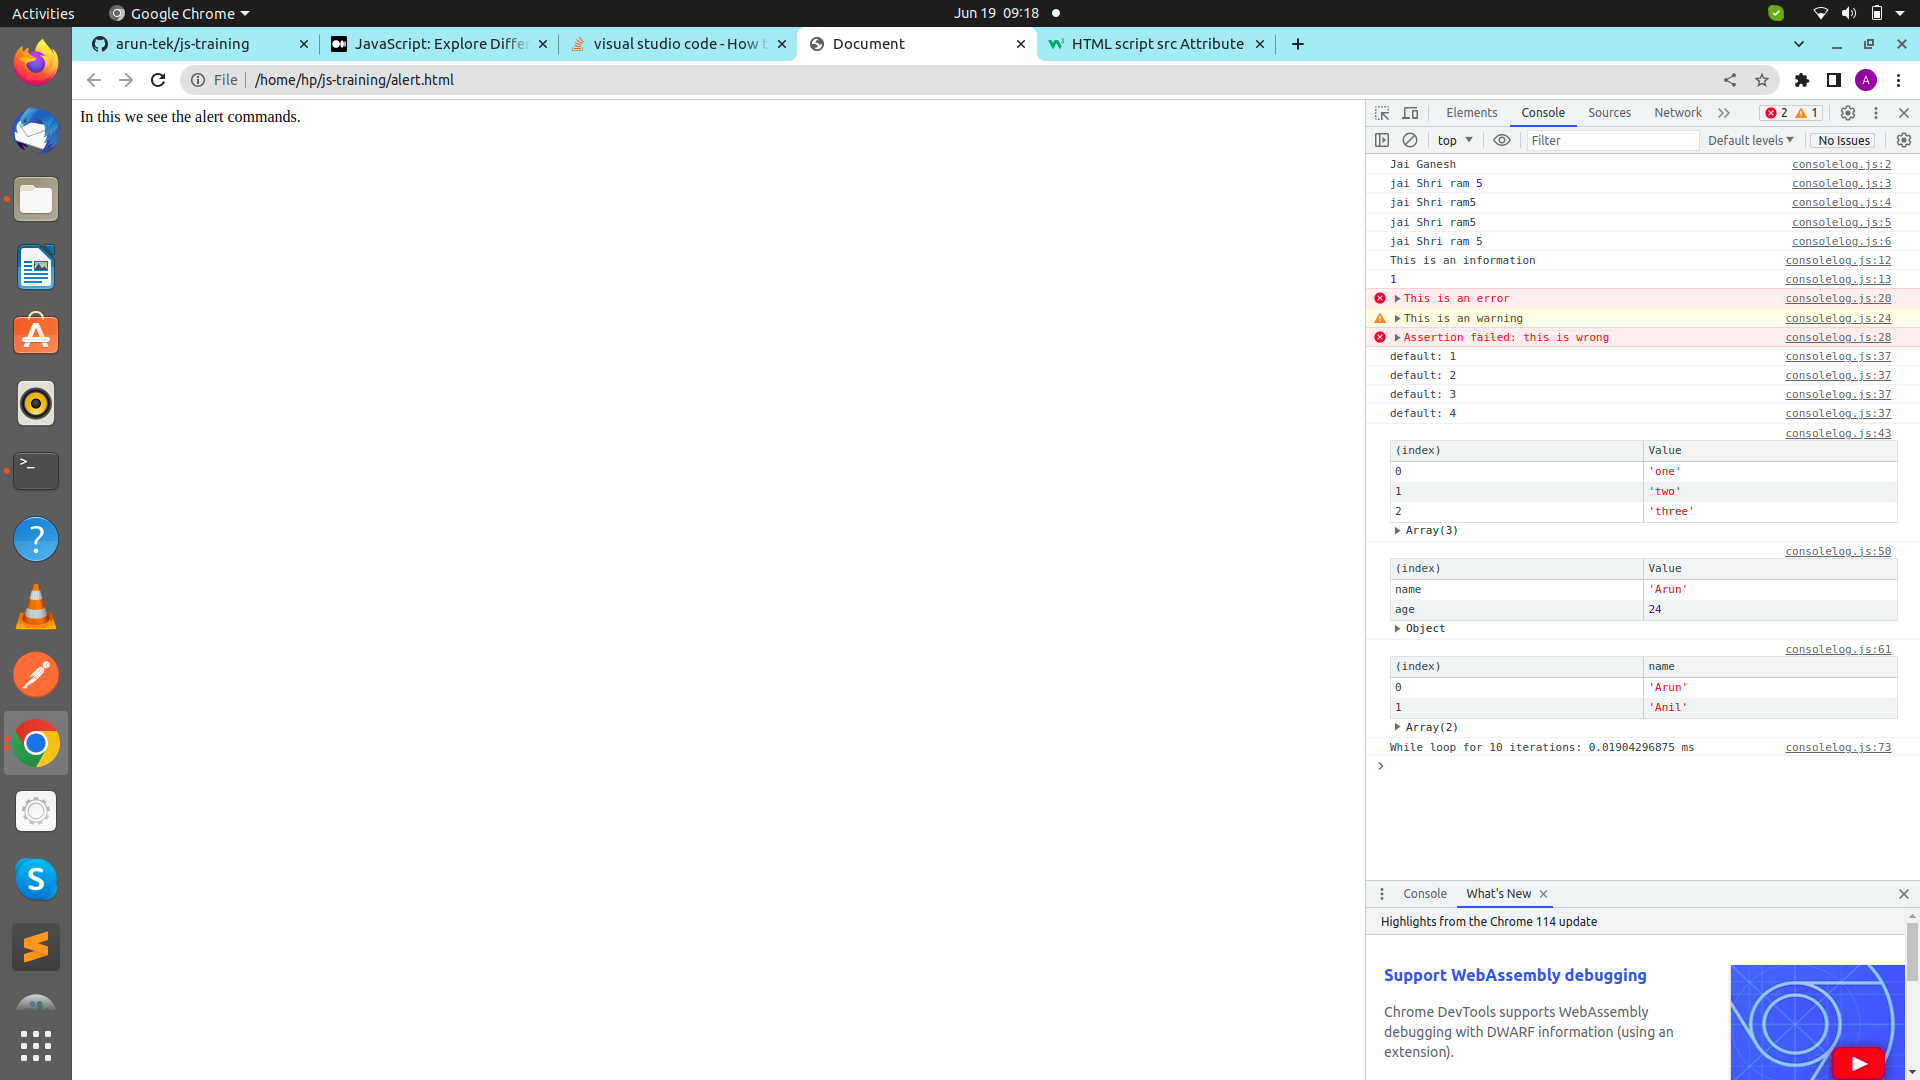 Activities
Google Chrome
Jun 19 09:18
arun-tek/js-training
JavaScript: Explore Differ
visual studio code - How t
Document
HTML script src Attribute
File
/home/hp/js-training/alert.html
A
In this we see the alert commands.
Elements
Console
Sources
Network
2
1
top
Filter
Default levels
No Issues
Jai Ganesh consolelog.js:2
jai Shri ram 5 consolelog.js:3
jai Shri ram5 consolelog.js:4
jai Shri ram5 consolelog.js:5
jai Shri ram 5 consolelog.js:6
This is an information consolelog.js:12
1 consolelog.js:13
This is an error consolelog.js:20
This is an warning consolelog.js:24
Assertion failed: this is wrong consolelog.js:28
default: 1 consolelog.js:37
default: 2 consolelog.js:37
default: 3 consolelog.js:37
default: 4 consolelog.js:37
consolelog.js:43
(index) Value
0 'one'
1 'two'
2 'three'
Array(3)
consolelog.js:50
(index) Value
name 'Arun'
age 24
Object
consolelog.js:61
(index) name
0 'Arun'
1 'Anil'
Array(2)
While loop for 10 iterations: 0.01904296875 ms consolelog.js:73
Console
What's New
Highlights from the Chrome 114 update
Support WebAssembly debugging
Chrome DevTools supports WebAssembly
debugging with DWARF information (using an
extension).